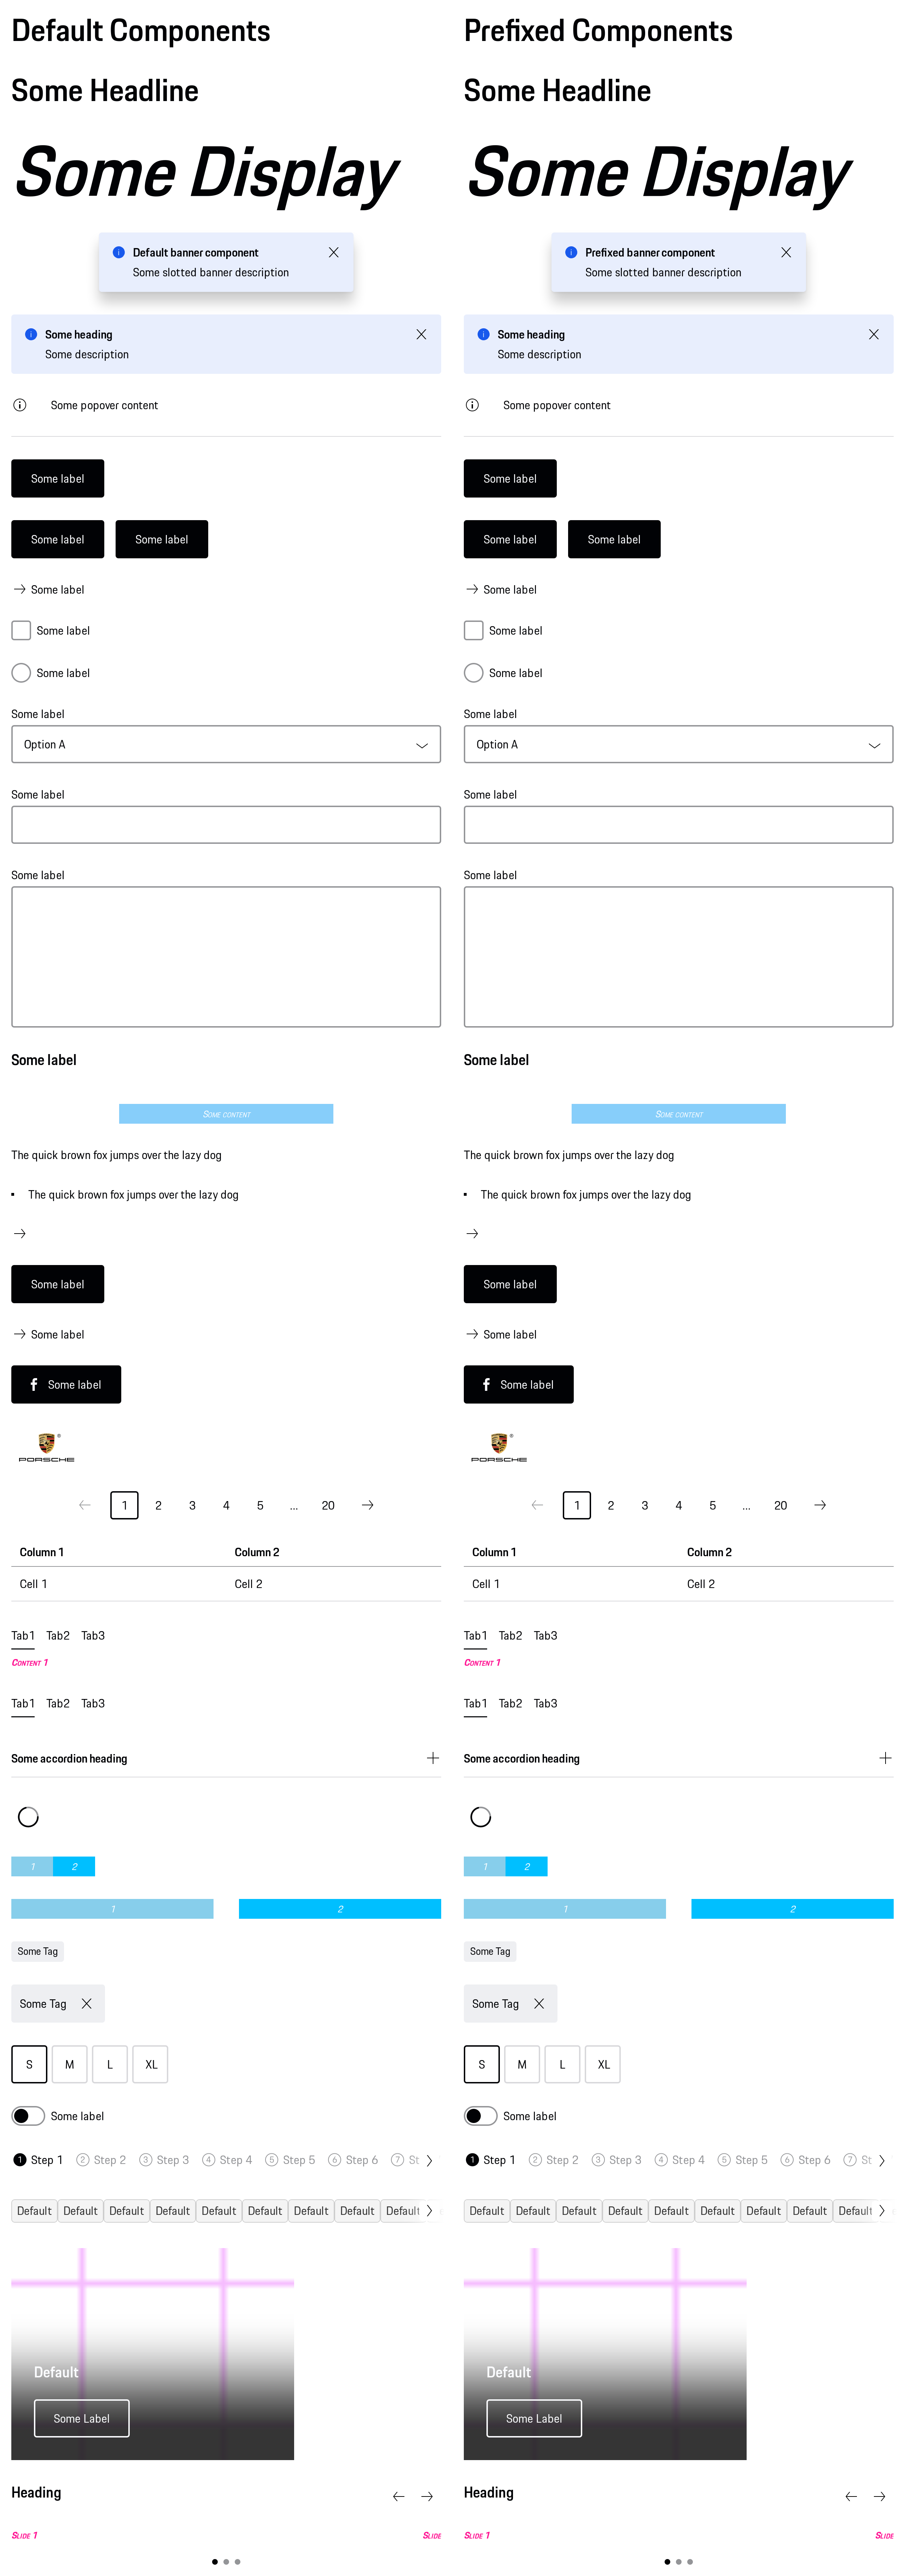 Default Components
Some Headline
Some Display
Default banner component
Some slotted banner description
Some heading
Some description
Some popover content
Some label
Some label Some label
Some label
Some label
Some label
Some label
Option A
Some label
Some label
Some label
Some content
The quick brown fox jumps over the lazy dog
The quick brown fox jumps over the lazy dog
Some label
Some label
Some label
PORSCHE
1 2 3 4 5 ... 20
Column 1 Column 2
Cell 1 Cell 2
Tab1 Tab2 Tab3
Content 1
Tab1 Tab2 Tab3
Some accordion heading
1 2
1 2
Some Tag
Some Tag
S M L XL
Some label
1 Step 1 2 Step 2 3 Step 3 4 Step 4 5 Step 5 6 Step 6 7 St
Default Default Default Default Default Default Default Default Default
Default
Some Label
Heading
Slide 1 Slide
Prefixed Components
Some Headline
Some Display
Prefixed banner component
Some slotted banner description
Some heading
Some description
Some popover content
Some label
Some label Some label
Some label
Some label
Some label
Some label
Option A
Some label
Some label
Some label
Some content
The quick brown fox jumps over the lazy dog
The quick brown fox jumps over the lazy dog
Some label
Some label
Some label
PORSCHE
1 2 3 4 5 ... 20
Column 1 Column 2
Cell 1 Cell 2
Tab1 Tab2 Tab3
Content 1
Tab1 Tab2 Tab3
Some accordion heading
1 2
1 2
Some Tag
Some Tag
S M L XL
Some label
1 Step 1 2 Step 2 3 Step 3 4 Step 4 5 Step 5 6 Step 6 7 St
Default Default Default Default Default Default Default Default Default
Default
Some Label
Heading
Slide 1 Slide